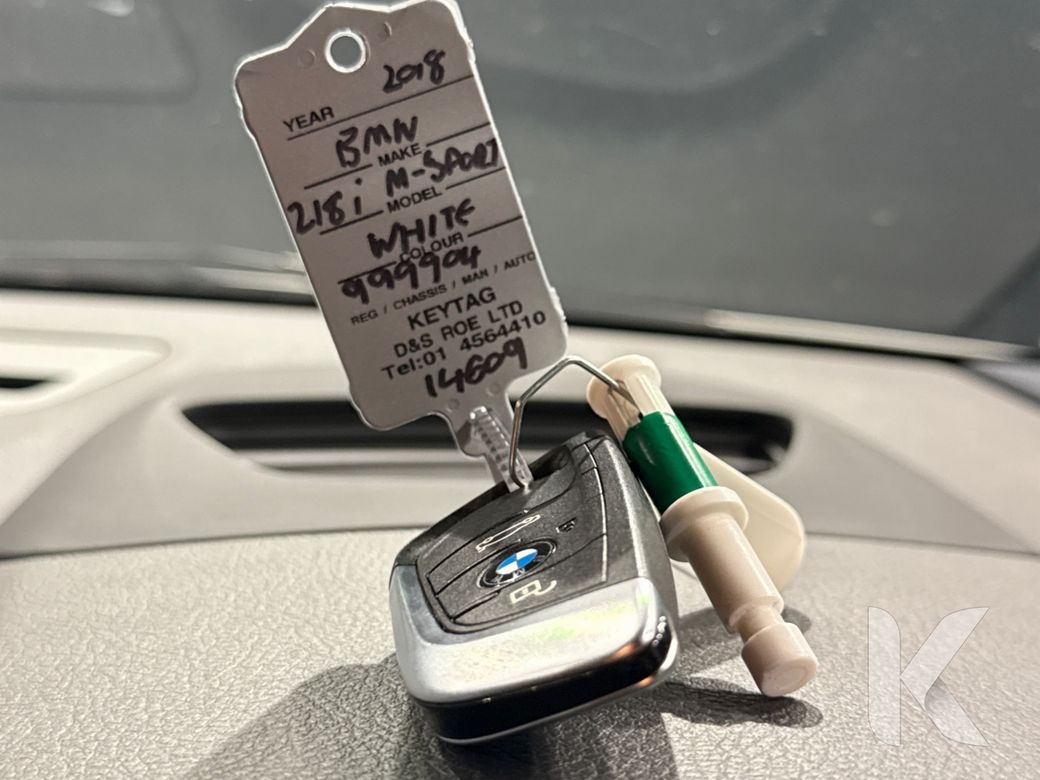 2018
YEAR
BMW
MAKE
218i M-SPORT
MODEL
WHITE
COLOUR
999904
REG / CHASSIS / MAN / AUTO
KEYTAG
D&S ROE LTD
Tel:01 4564410
14609
K